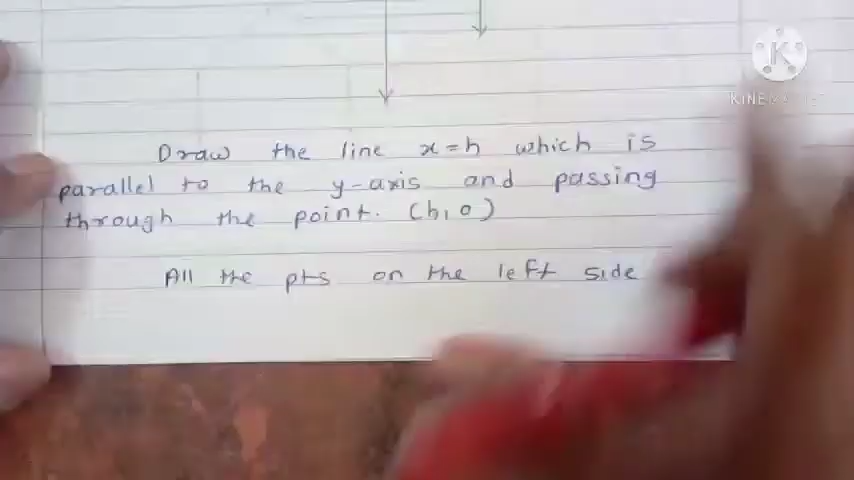 Draw the line x=h which is
parallel to the y-axis and passing
through the point. (h,0)
All the pts on the left side
KINEMASTER